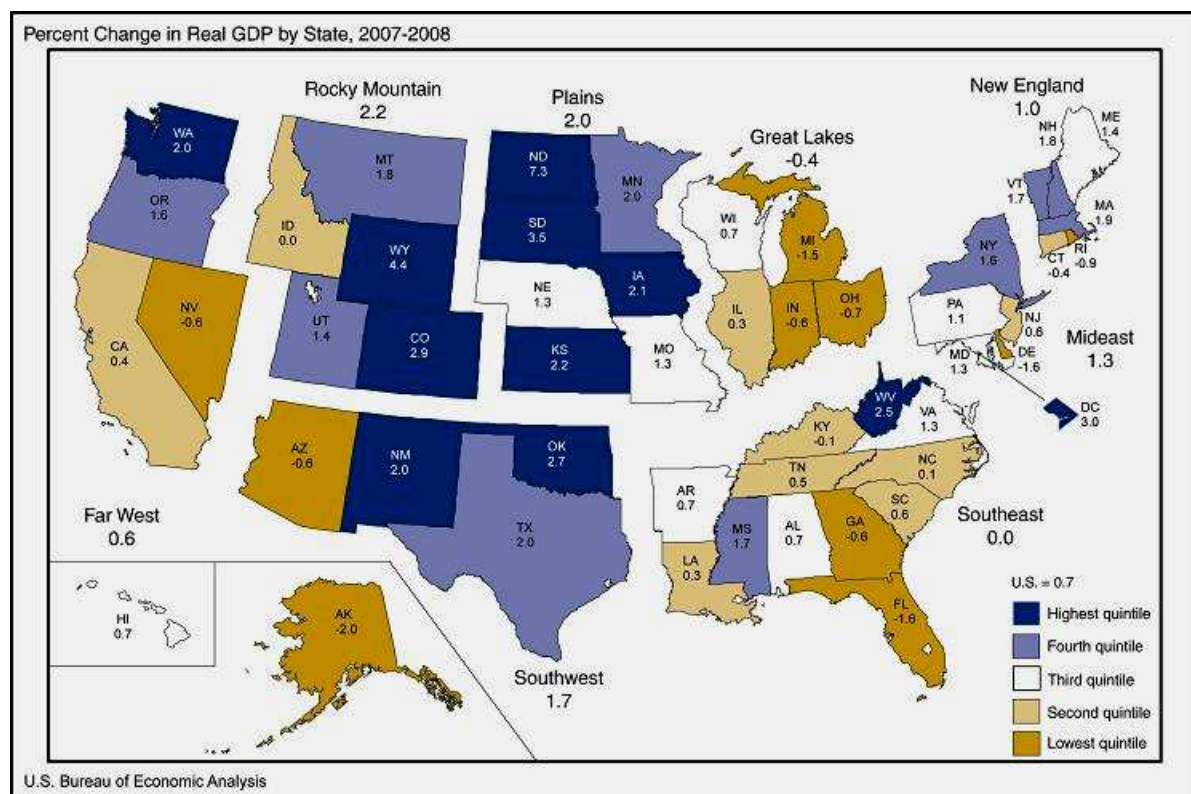 Percent Change in Real GDP by State, 2007-2008
Rocky Mountain
2.2
Plains
2.0
Great Lakes
-0.4
New England
1.0
Mideast
1.3
Far West
0.6
Southwest
1.7
Southeast
0.0
WA
2.0
OR
1.6
CA
0.4
NV
-0.6
ID
0.0
MT
1.8
WY
4.4
UT
1.4
CO
2.9
AZ
-0.6
NM
2.0
OK
2.7
TX
2.0
ND
7.3
SD
3.5
NE
1.3
KS
2.2
MN
2.0
IA
2.1
MO
1.3
WI
0.7
MI
-1.5
IL
0.3
IN
-0.6
OH
-0.7
NH
1.8
ME
1.4
VT
1.7
MA
1.9
RI
-0.9
CT
-0.4
NY
1.6
PA
1.1
NJ
0.6
MD
1.3
DE
-1.6
DC
3.0
WV
2.5
VA
1.3
KY
-0.1
TN
0.5
NC
0.1
SC
0.6
AR
0.7
LA
0.3
MS
1.7
AL
0.7
GA
-0.6
FL
-1.6
HI
0.7
AK
-2.0
U.S. = 0.7
Highest quintile
Fourth quintile
Third quintile
Second quintile
Lowest quintile
U.S. Bureau of Economic Analysis